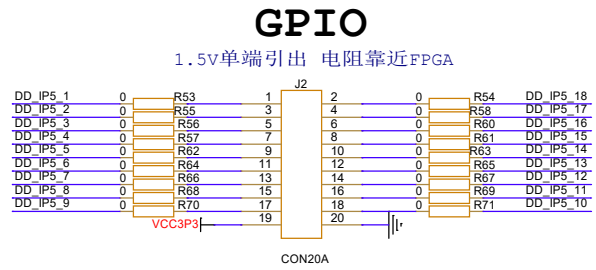 GPIO
1.5V单端引出 电阻靠近FPGA
J2
DD_IP5_1 0 R53 1 2 0 R54 DD_IP5_18
DD_IP5_2 0 R55 3 4 0 R58 DD_IP5_17
DD_IP5_3 0 R56 5 6 0 R60 DD_IP5_16
DD_IP5_4 0 R57 7 8 0 R61 DD_IP5_15
DD_IP5_5 0 R62 9 10 0 R63 DD_IP5_14
DD_IP5_6 0 R64 11 12 0 R65 DD_IP5_13
DD_IP5_7 0 R66 13 14 0 R67 DD_IP5_12
DD_IP5_8 0 R68 15 16 0 R69 DD_IP5_11
DD_IP5_9 0 R70 17 18 0 R71 DD_IP5_10
VCC3P3 19 20
CON20A